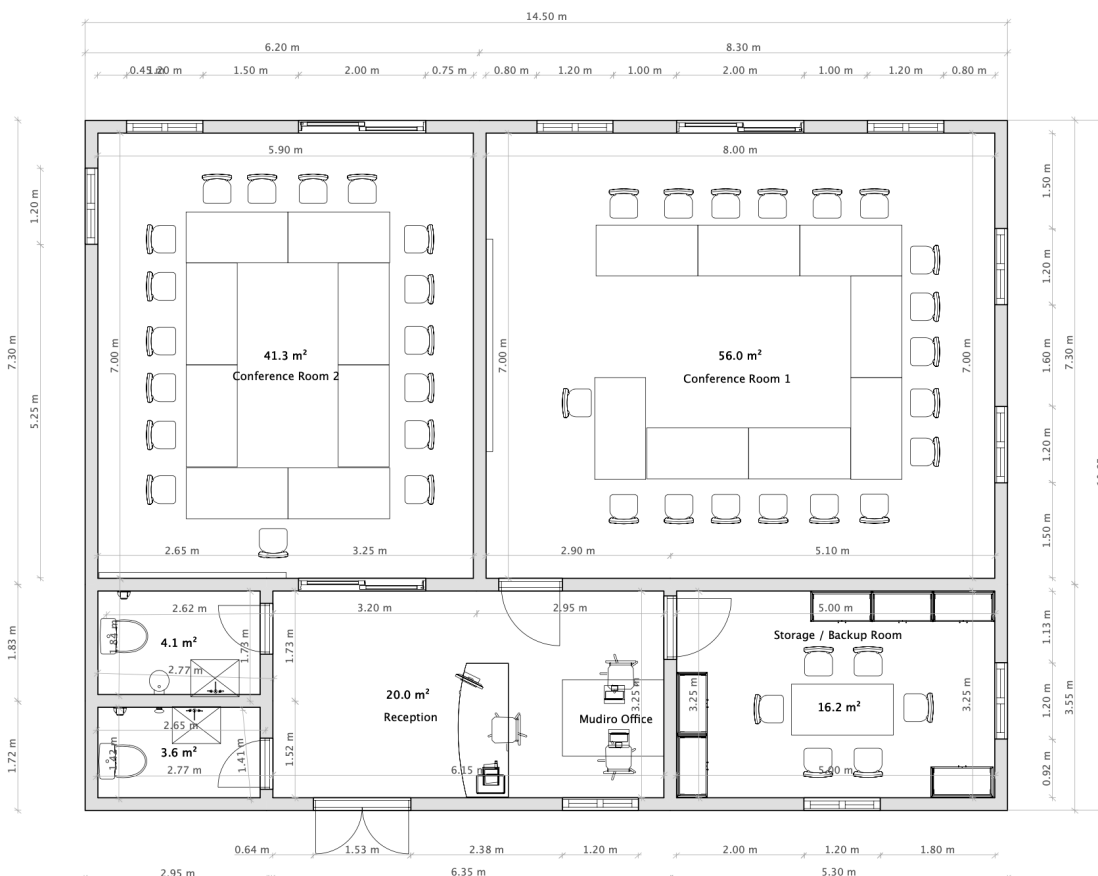 14.50 m
6.20 m
8.30 m
0.45 m
1.20 m
1.50 m
2.00 m
0.75 m
0.80 m
1.20 m
1.00 m
2.00 m
1.00 m
1.20 m
0.80 m
5.90 m
8.00 m
1.20 m
7.30 m
5.25 m
7.00 m
41.3 m²
Conference Room 2
7.00 m
56.0 m²
Conference Room 1
7.00 m
1.50 m
1.20 m
1.60 m
7.30 m
1.20 m
1.50 m
2.65 m
3.25 m
2.90 m
5.10 m
1.83 m
2.62 m
1.84 m
4.1 m²
1.73 m
1.73 m
2.77 m
3.20 m
2.95 m
20.0 m²
Reception
3.25 m
Mudiro Office
5.00 m
Storage / Backup Room
3.25 m
16.2 m²
3.25 m
1.13 m
1.20 m
3.55 m
0.92 m
1.72 m
2.65 m
1.42 m
3.6 m²
2.77 m
1.41 m
1.52 m
6.15 m
5.00 m
0.64 m
1.53 m
2.38 m
1.20 m
2.00 m
1.20 m
1.80 m
2.95 m
6.35 m
5.30 m